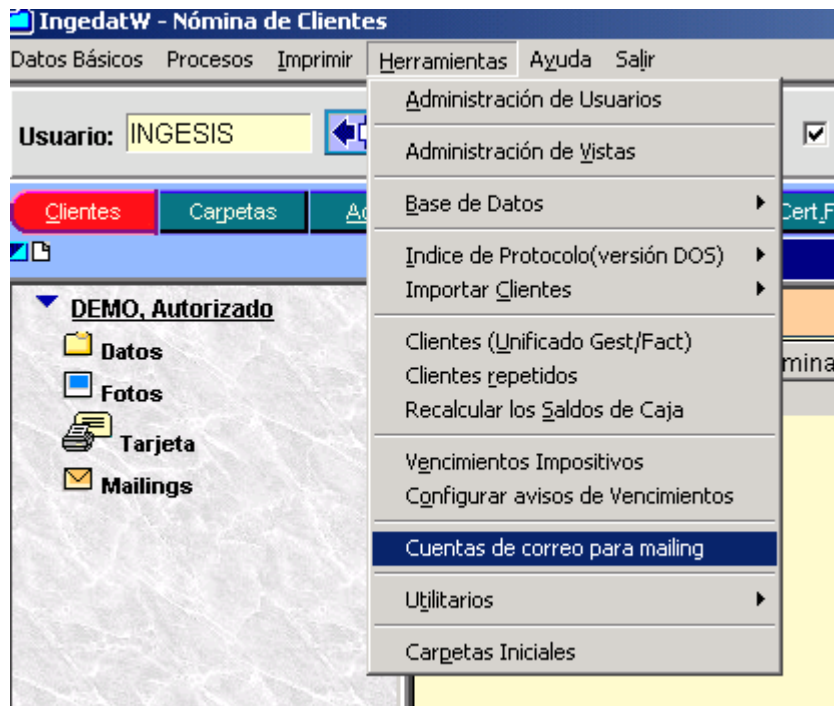 IngedatW - Nómina de Clientes
Datos Básicos Procesos Imprimir Herramientas Ayuda Salir
Usuario: INGESIS
Clientes Carpetas
DEMO, Autorizado
Datos
Fotos
Tarjeta
Mailings
Administración de Usuarios
Administración de Vistas
Base de Datos
Indice de Protocolo(versión DOS)
Importar Clientes
Clientes (Unificado Gest/Fact)
Clientes repetidos
Recalcular los Saldos de Caja
Vencimientos Impositivos
Configurar avisos de Vencimientos
Cuentas de correo para mailing
Utilitarios
Carpetas Iniciales